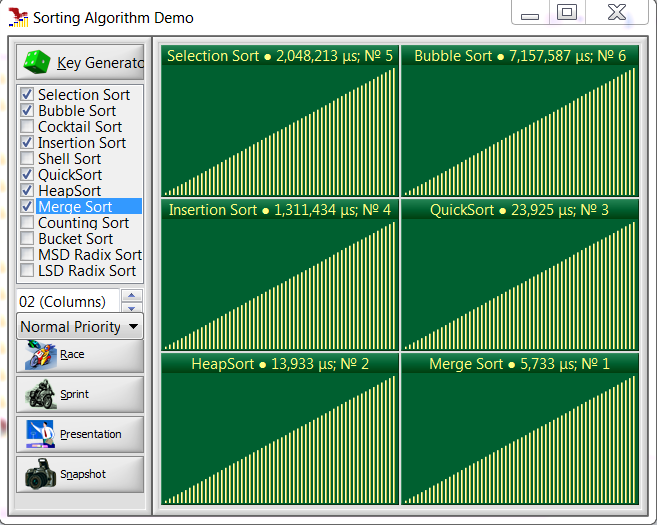 Sorting Algorithm Demo
Key Generato
Selection Sort
Bubble Sort
Cocktail Sort
Insertion Sort
Shell Sort
QuickSort
HeapSort
Merge Sort
Counting Sort
Bucket Sort
MSD Radix Sort
LSD Radix Sort
02 (Columns)
Normal Priority
Race
Sprint
Presentation
Snapshot
Selection Sort ● 2,048,213 µs; № 5
Bubble Sort ● 7,157,587 µs; № 6
Insertion Sort ● 1,311,434 µs; № 4
QuickSort ● 23,925 µs; № 3
HeapSort ● 13,933 µs; № 2
Merge Sort ● 5,733 µs; № 1